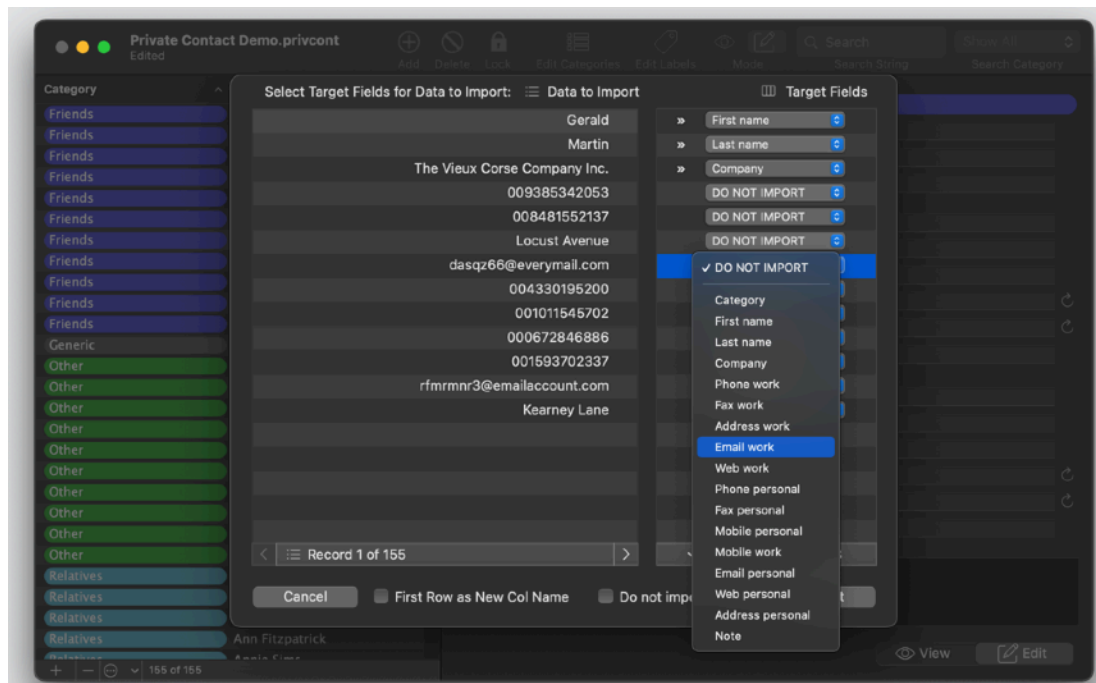 Private Contact Demo.privcont
Edited
Add Delete Lock Edit Categories Edit Labels Mode Search String Search Category
Search
Show All
Category
Select Target Fields for Data to Import: Data to Import Target Fields
Friends
Friends
Friends
Friends
Friends
Friends
Friends
Friends
Friends
Friends
Friends
Generic
Other
Other
Other
Other
Other
Other
Other
Other
Other
Other
Relatives
Relatives
Relatives
Relatives
Relatives
Gerald » First name
Martin » Last name
The Vieux Corse Company Inc. » Company
009385342053 DO NOT IMPORT
008481552137 DO NOT IMPORT
Locust Avenue DO NOT IMPORT
dasqz66@everymail.com
004330195200
001011545702
000672846886
001593702337
rfmrmnr3@emailaccount.com
Kearney Lane
✓ DO NOT IMPORT
Category
First name
Last name
Company
Phone work
Fax work
Address work
Email work
Web work
Phone personal
Fax personal
Mobile personal
Mobile work
Email personal
Web personal
Address personal
Note
< Record 1 of 155 >
Cancel First Row as New Col Name Do not
Ann Fitzpatrick
Annie Sims
155 of 155
View Edit